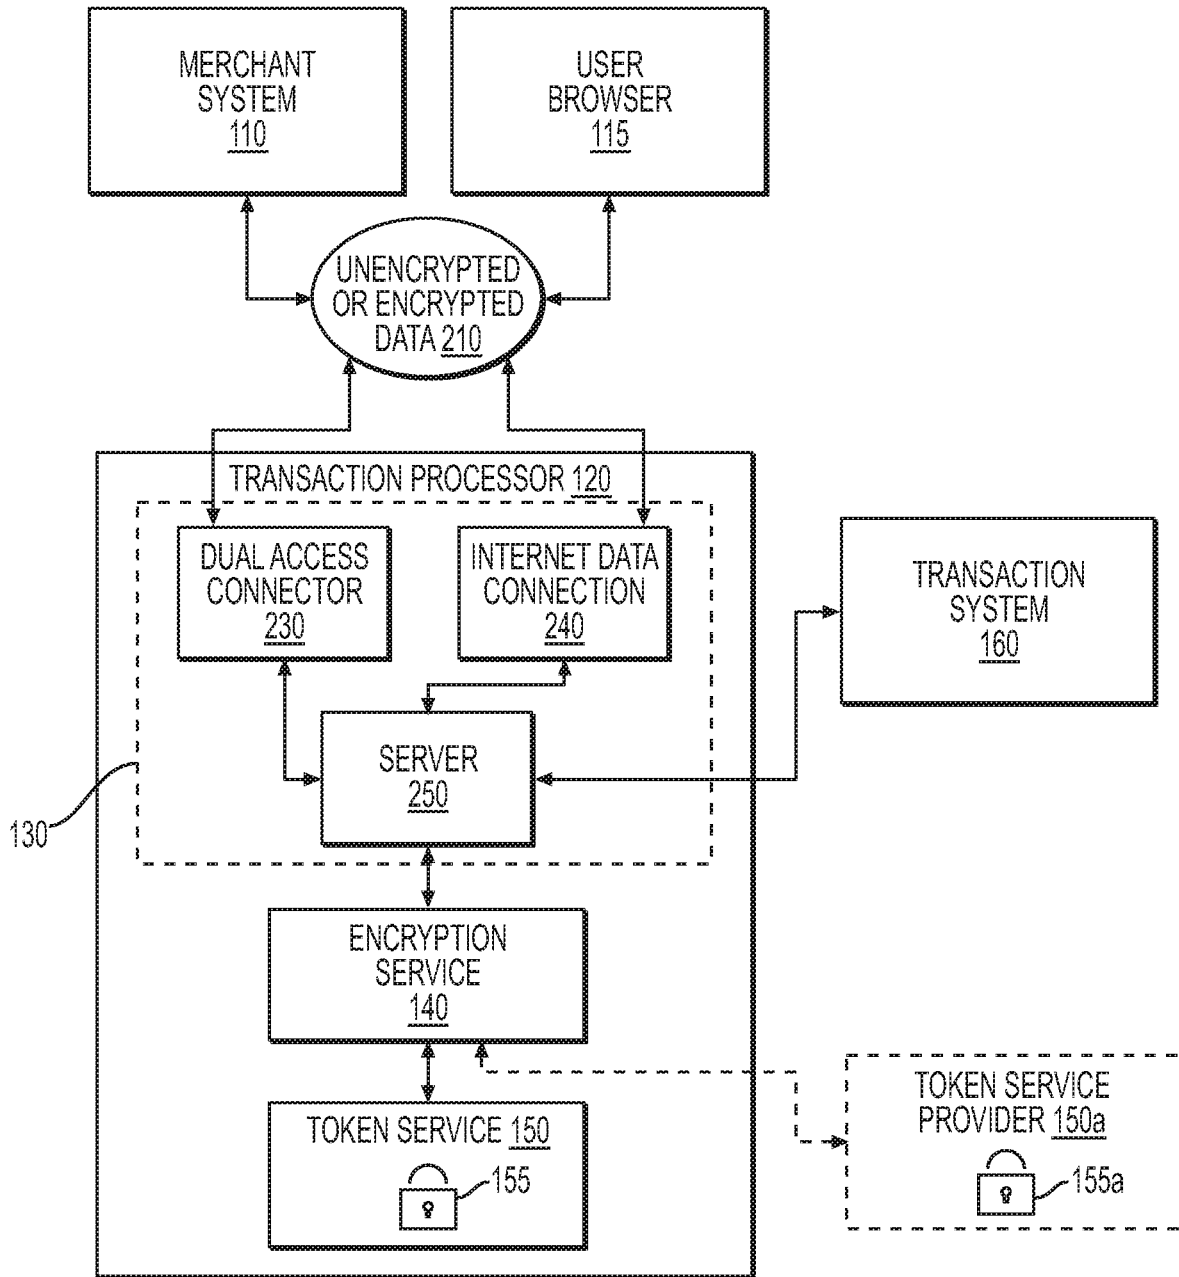 MERCHANT
SYSTEM
110
USER
BROWSER
115
UNENCRYPTED
OR ENCRYPTED
DATA 210
TRANSACTION PROCESSOR 120
DUAL ACCESS
CONNECTOR
230
INTERNET DATA
CONNECTION
240
TRANSACTION
SYSTEM
160
SERVER
250
130
ENCRYPTION
SERVICE
140
TOKEN SERVICE 150
155
TOKEN SERVICE
PROVIDER 150a
155a